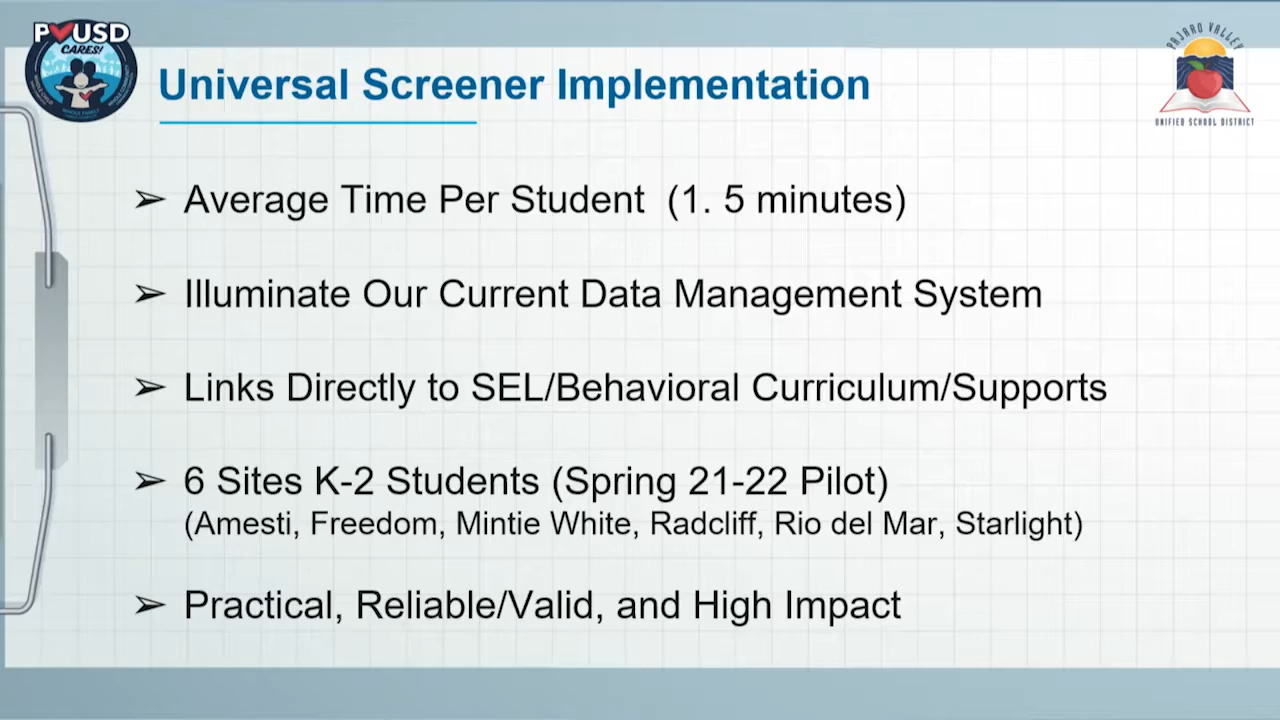 PVUSD
CARES!
Universal Screener Implementation
PAJARO VALLEY
UNIFIED SCHOOL DISTRICT
➢ Average Time Per Student (1. 5 minutes)
➢ Illuminate Our Current Data Management System
➢ Links Directly to SEL/Behavioral Curriculum/Supports
➢ 6 Sites K-2 Students (Spring 21-22 Pilot)
(Amesti, Freedom, Mintie White, Radcliff, Rio del Mar, Starlight)
➢ Practical, Reliable/Valid, and High Impact